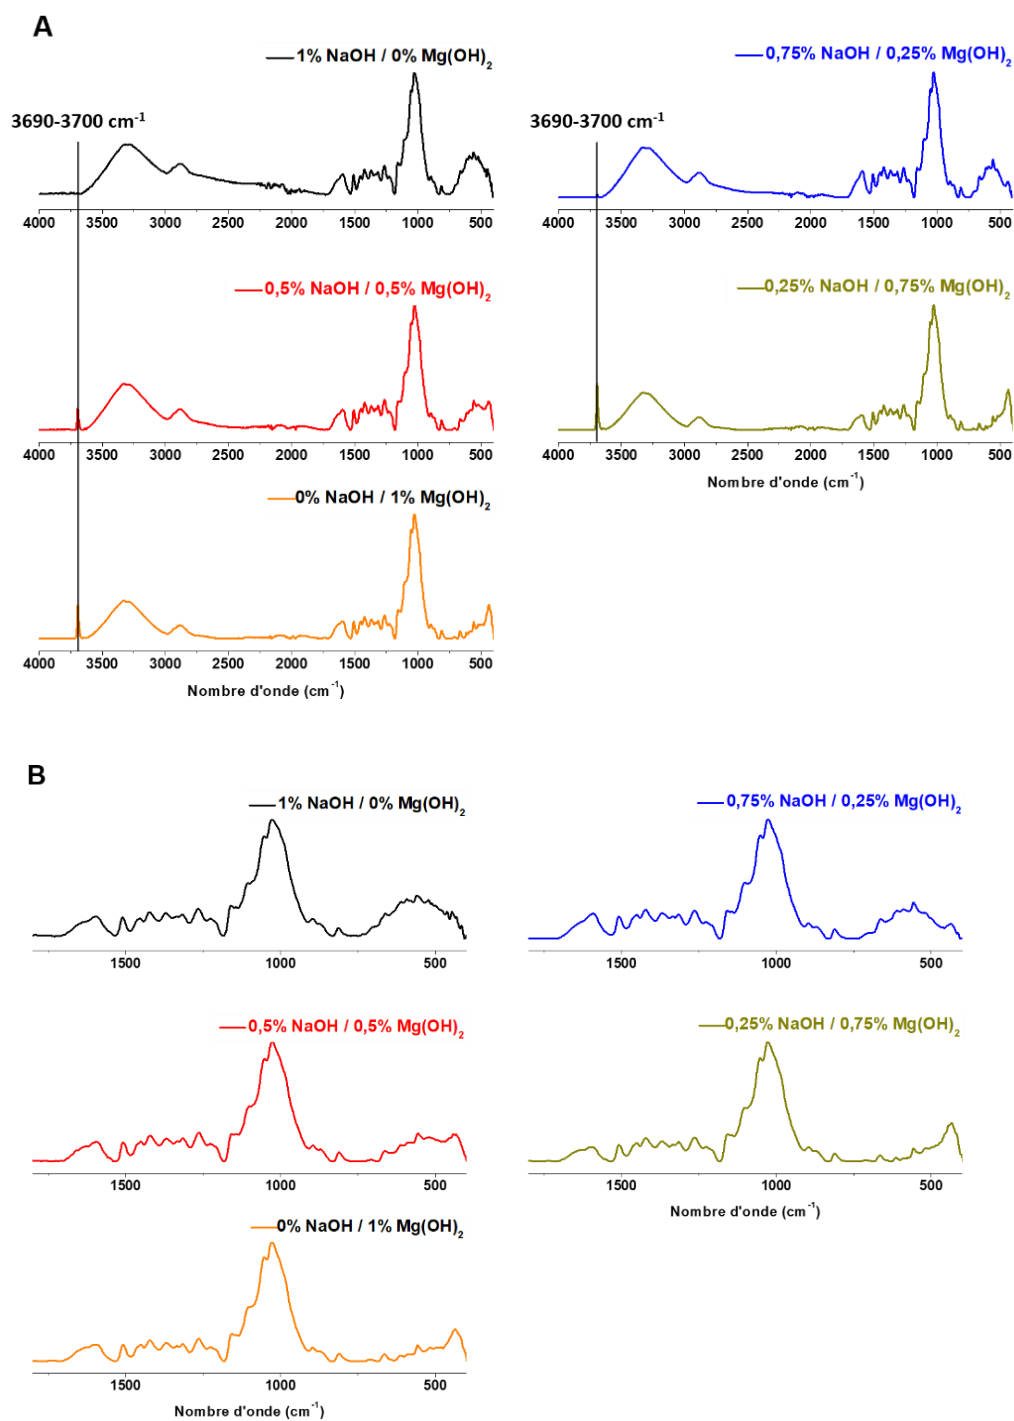 A
1% NaOH / 0% Mg(OH)₂
0,75% NaOH / 0,25% Mg(OH)₂
3690-3700 cm⁻¹
3690-3700 cm⁻¹
4000 3500 3000 2500 2000 1500 1000 500
4000 3500 3000 2500 2000 1500 1000 500
0,5% NaOH / 0,5% Mg(OH)₂
0,25% NaOH / 0,75% Mg(OH)₂
4000 3500 3000 2500 2000 1500 1000 500
4000 3500 3000 2500 2000 1500 1000 500
Nombre d'onde (cm⁻¹)
0% NaOH / 1% Mg(OH)₂
4000 3500 3000 2500 2000 1500 1000 500
Nombre d'onde (cm⁻¹)
B
1% NaOH / 0% Mg(OH)₂
0,75% NaOH / 0,25% Mg(OH)₂
1500 1000 500
1500 1000 500
0,5% NaOH / 0,5% Mg(OH)₂
0,25% NaOH / 0,75% Mg(OH)₂
1500 1000 500
1500 1000 500
Nombre d'onde (cm⁻¹)
0% NaOH / 1% Mg(OH)₂
1500 1000 500
Nombre d'onde (cm⁻¹)